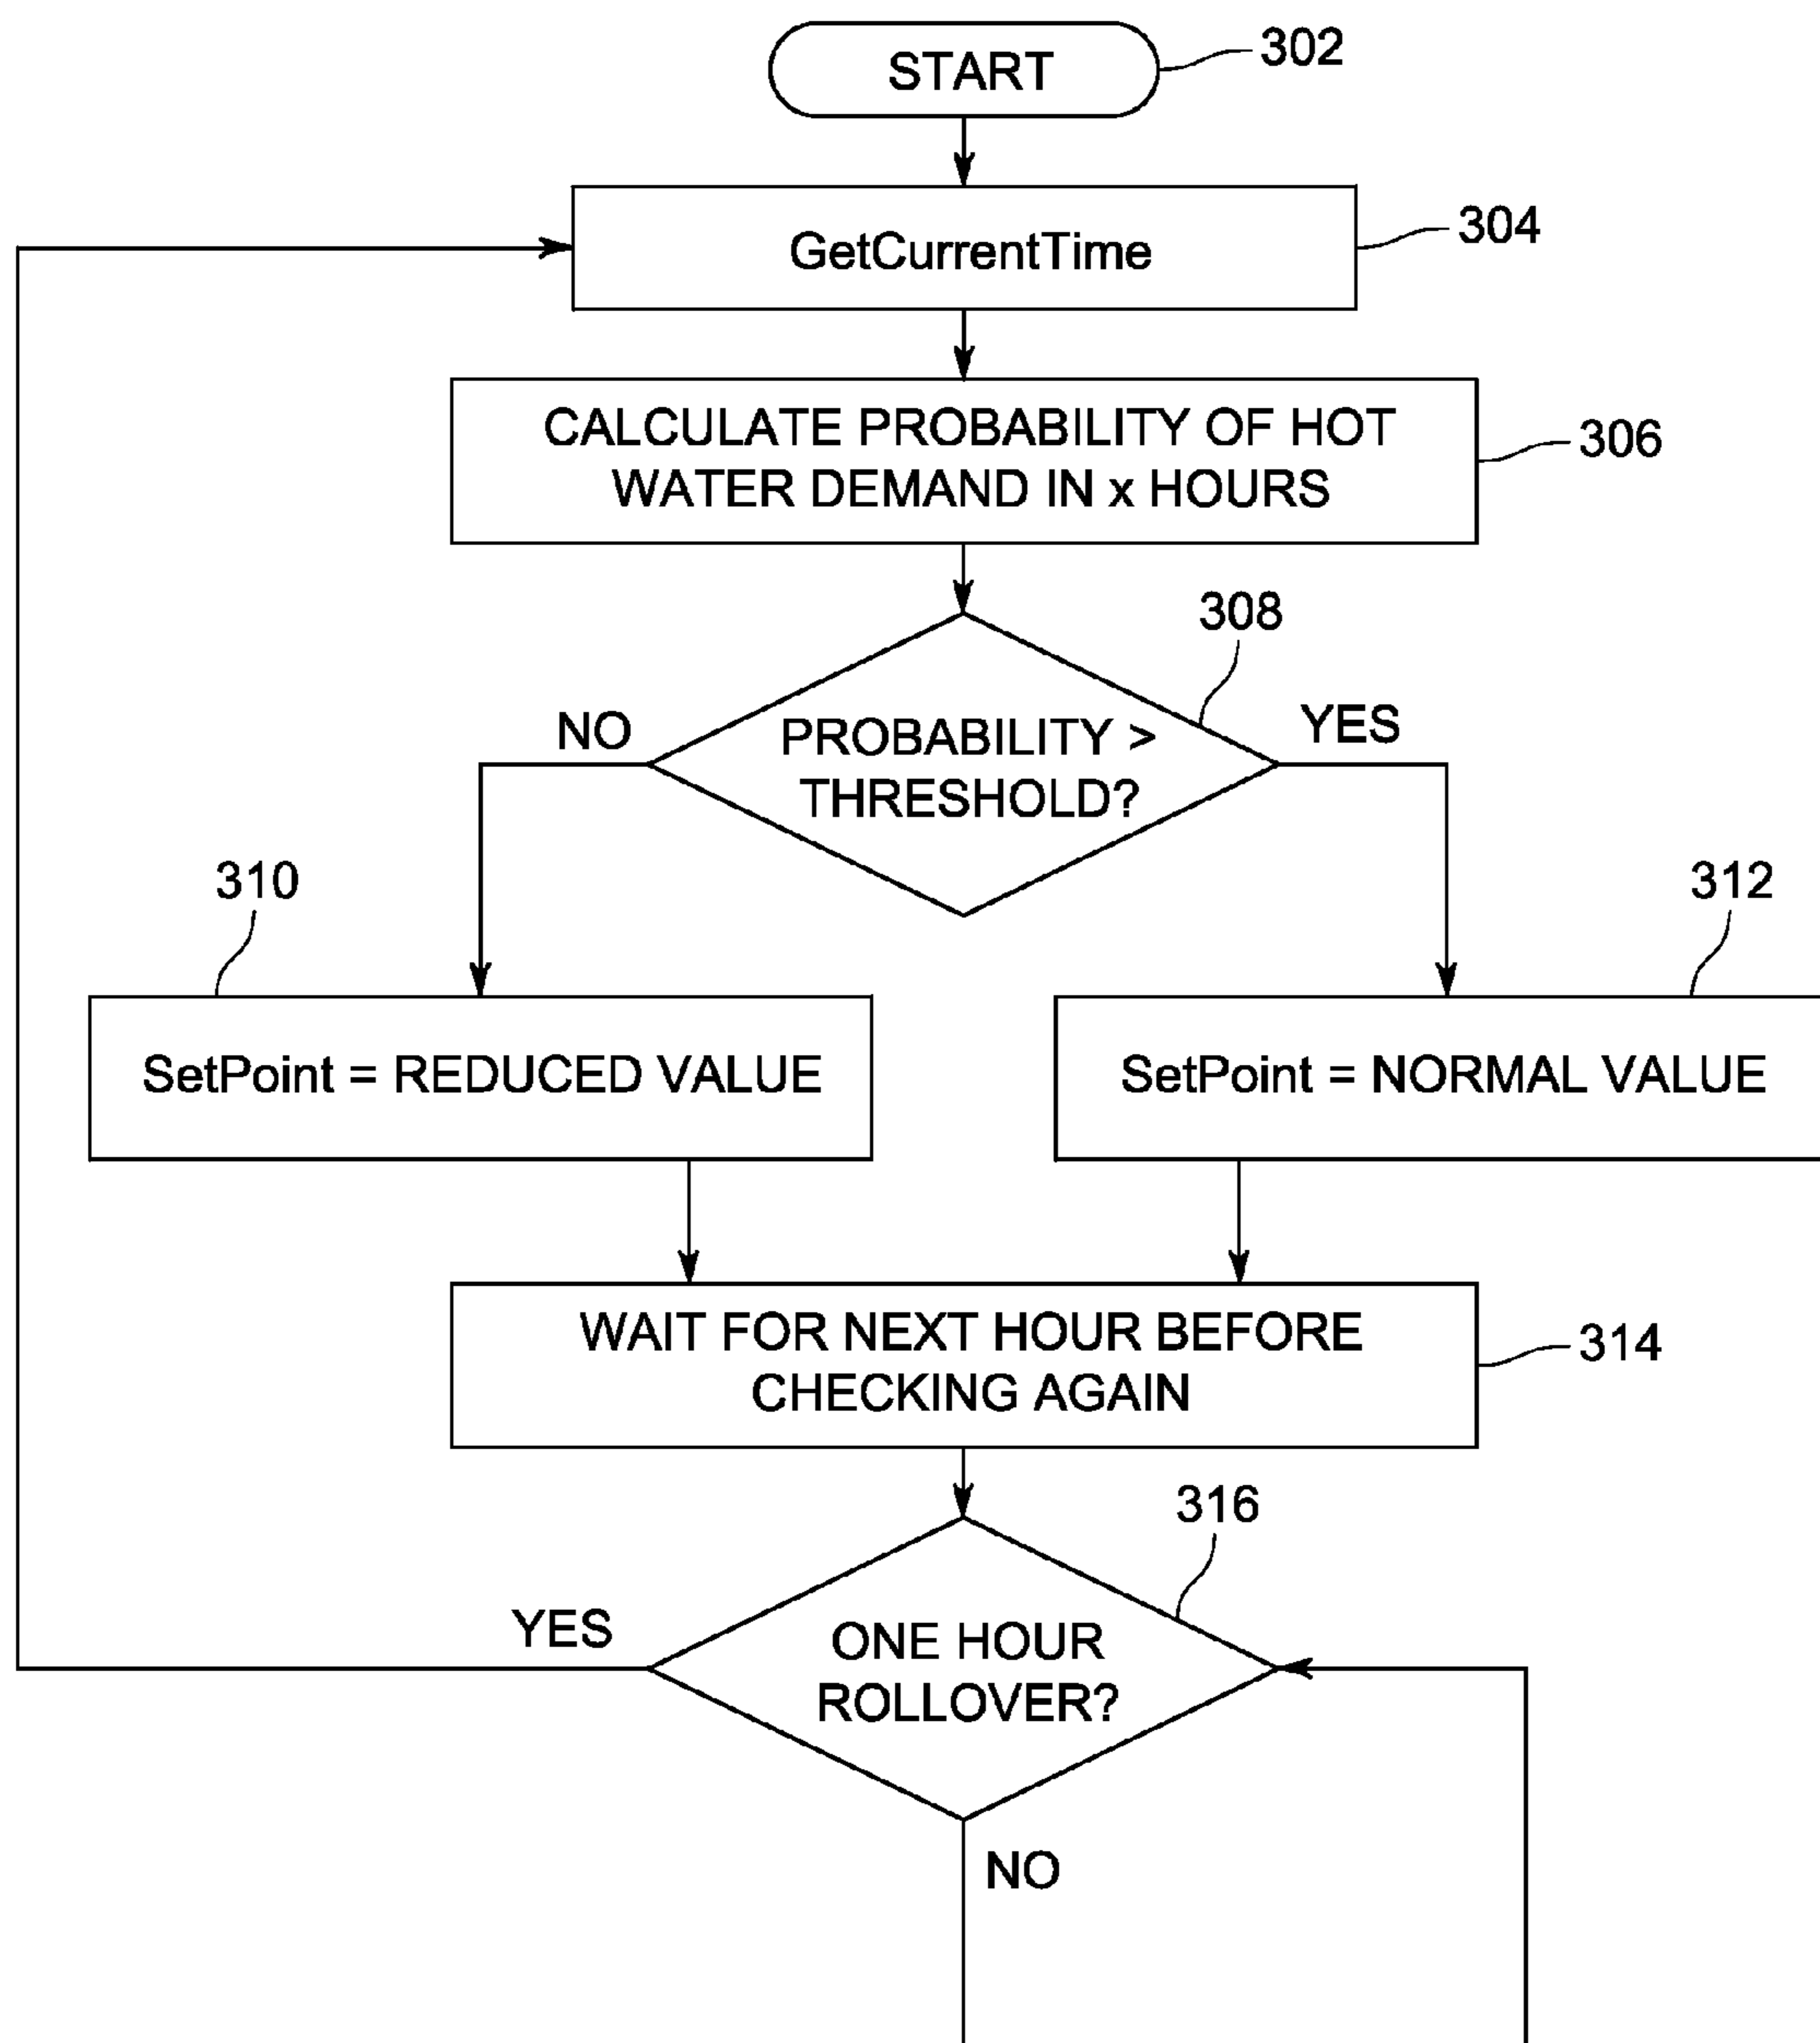 START
302
GetCurrentTime
304
CALCULATE PROBABILITY OF HOT
WATER DEMAND IN x HOURS
306
308
NO
PROBABILITY >
THRESHOLD?
YES
310
312
SetPoint = REDUCED VALUE
SetPoint = NORMAL VALUE
WAIT FOR NEXT HOUR BEFORE
CHECKING AGAIN
314
316
YES
ONE HOUR
ROLLOVER?
NO